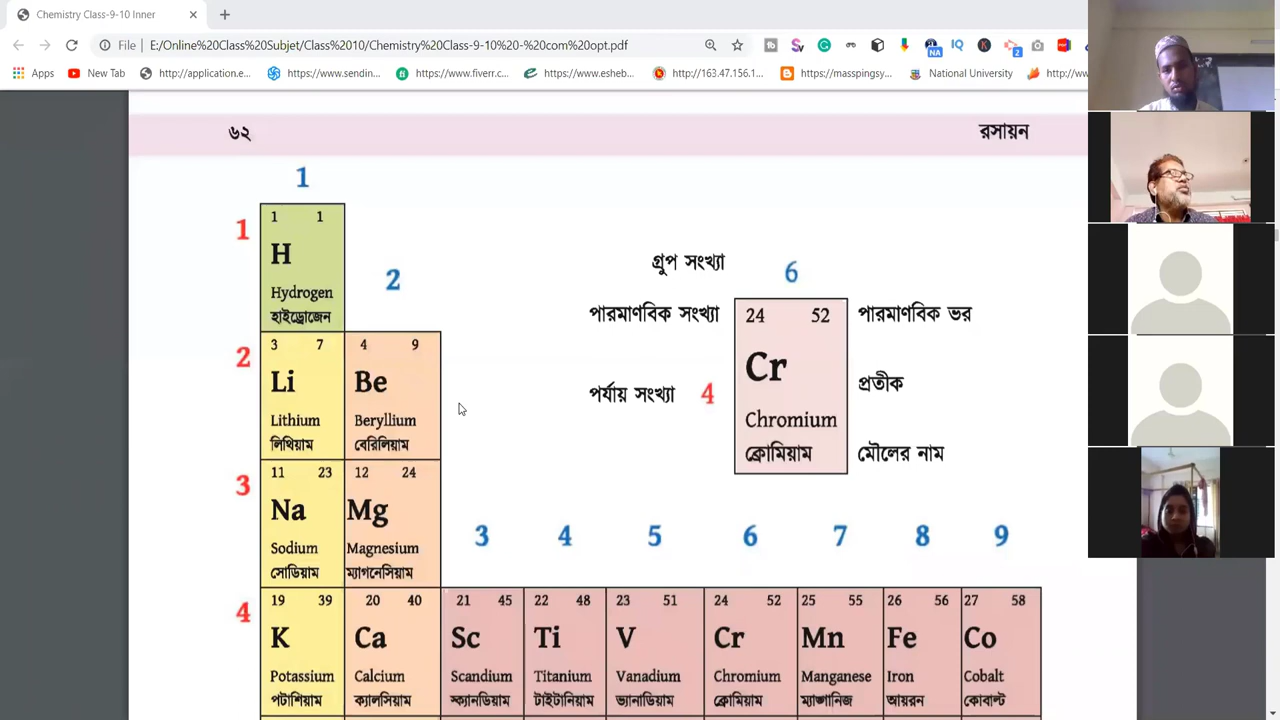 Chemistry Class-9-10 Inner
File
E:/Online%20Class%20Subjet/Class 10/Chemistry%20Class-9-10%20-%20com%20opt.pdf
Apps
New Tab
http://application.e...
https://www.sendin...
https://www.fiverr.c...
https://www.esheb...
http://163.47.156.1...
https://masspingsy...
National University
http://ww
৬২
রসায়ন
1
1
1 1
H
Hydrogen
হাইড্রোজেন
2
গ্রুপ সংখ্যা
6
পারমাণবিক সংখ্যা
24 52
পারমাণবিক ভর
Cr
প্রতীক
পর্যায় সংখ্যা
4
Chromium
ক্রোমিয়াম
মৌলের নাম
2
3 7
Li
Lithium
লিথিয়াম
4 9
Be
Beryllium
বেরিলিয়াম
3
11 23
Na
Sodium
সোডিয়াম
12 24
Mg
Magnesium
ম্যাগনেসিয়াম
3 4 5 6 7 8 9
4
19 39
K
Potassium
পটাশিয়াম
20 40
Ca
Calcium
ক্যালসিয়াম
21 45
Sc
Scandium
স্ক্যানডিয়াম
22 48
Ti
Titanium
টাইটানিয়াম
23 51
V
Vanadium
ভ্যানাডিয়াম
24 52
Cr
Chromium
ক্রোমিয়াম
25 55
Mn
Manganese
ম্যাঙ্গানিজ
26 56
Fe
Iron
আয়রন
27 58
Co
Cobalt
কোবাল্ট